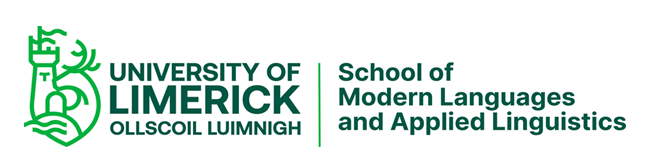 UNIVERSITY OF
LIMERICK
OLLSCOIL LUIMNIGH
School of
Modern Languages
and Applied Linguistics